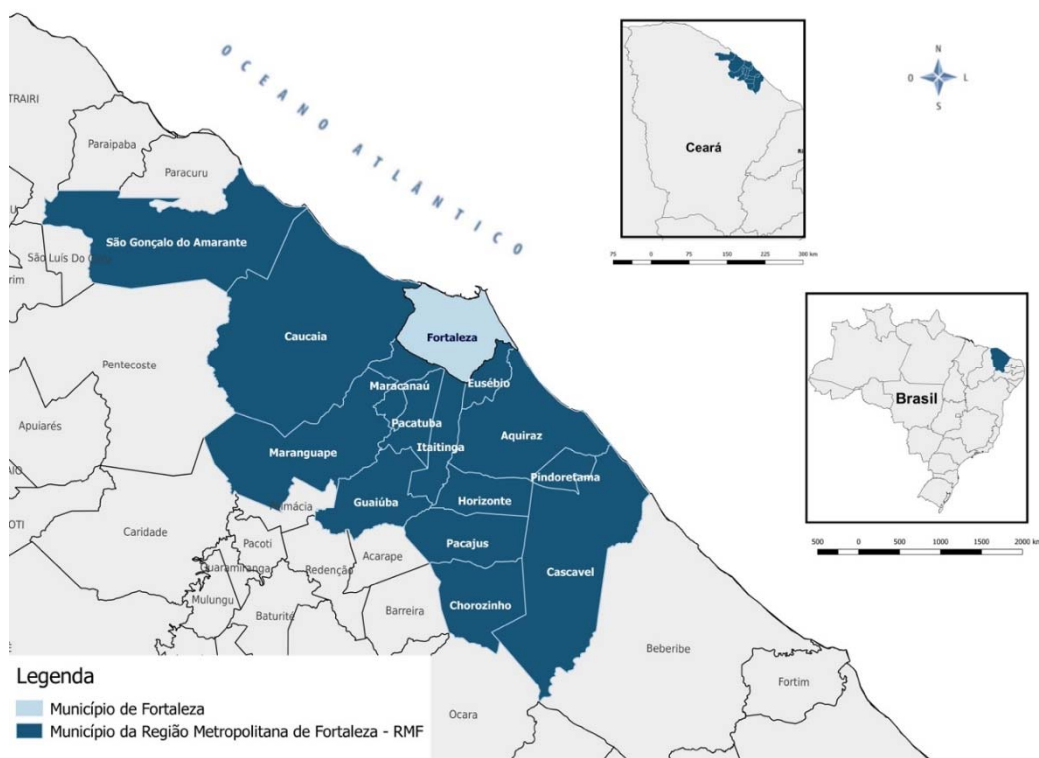 OCEANO ATLÂNTICO
TRAIRI
Paraipaba
Paracuru
São Gonçalo do Amarante
São Luís Do
Caucaia
Fortaleza
Pentecoste
Maracanaú
Eusébio
Apuiarés
Pacatuba
Aquiraz
Maranguape
Itaitinga
Pindoretama
Guaiúba
Horizonte
Caridade
Pacoti
Acarape
Pacajus
Guaramiranga
Redenção
Cascavel
Mulungu
Chorozinho
Baturité
Barreira
Beberibe
Fortim
Ocara
Legenda
Município de Fortaleza
Município da Região Metropolitana de Fortaleza - RMF
Ceará
75 0 75 150 225 300 km
N
O L
S
Brasil
500 0 500 1000 1500 2000 km